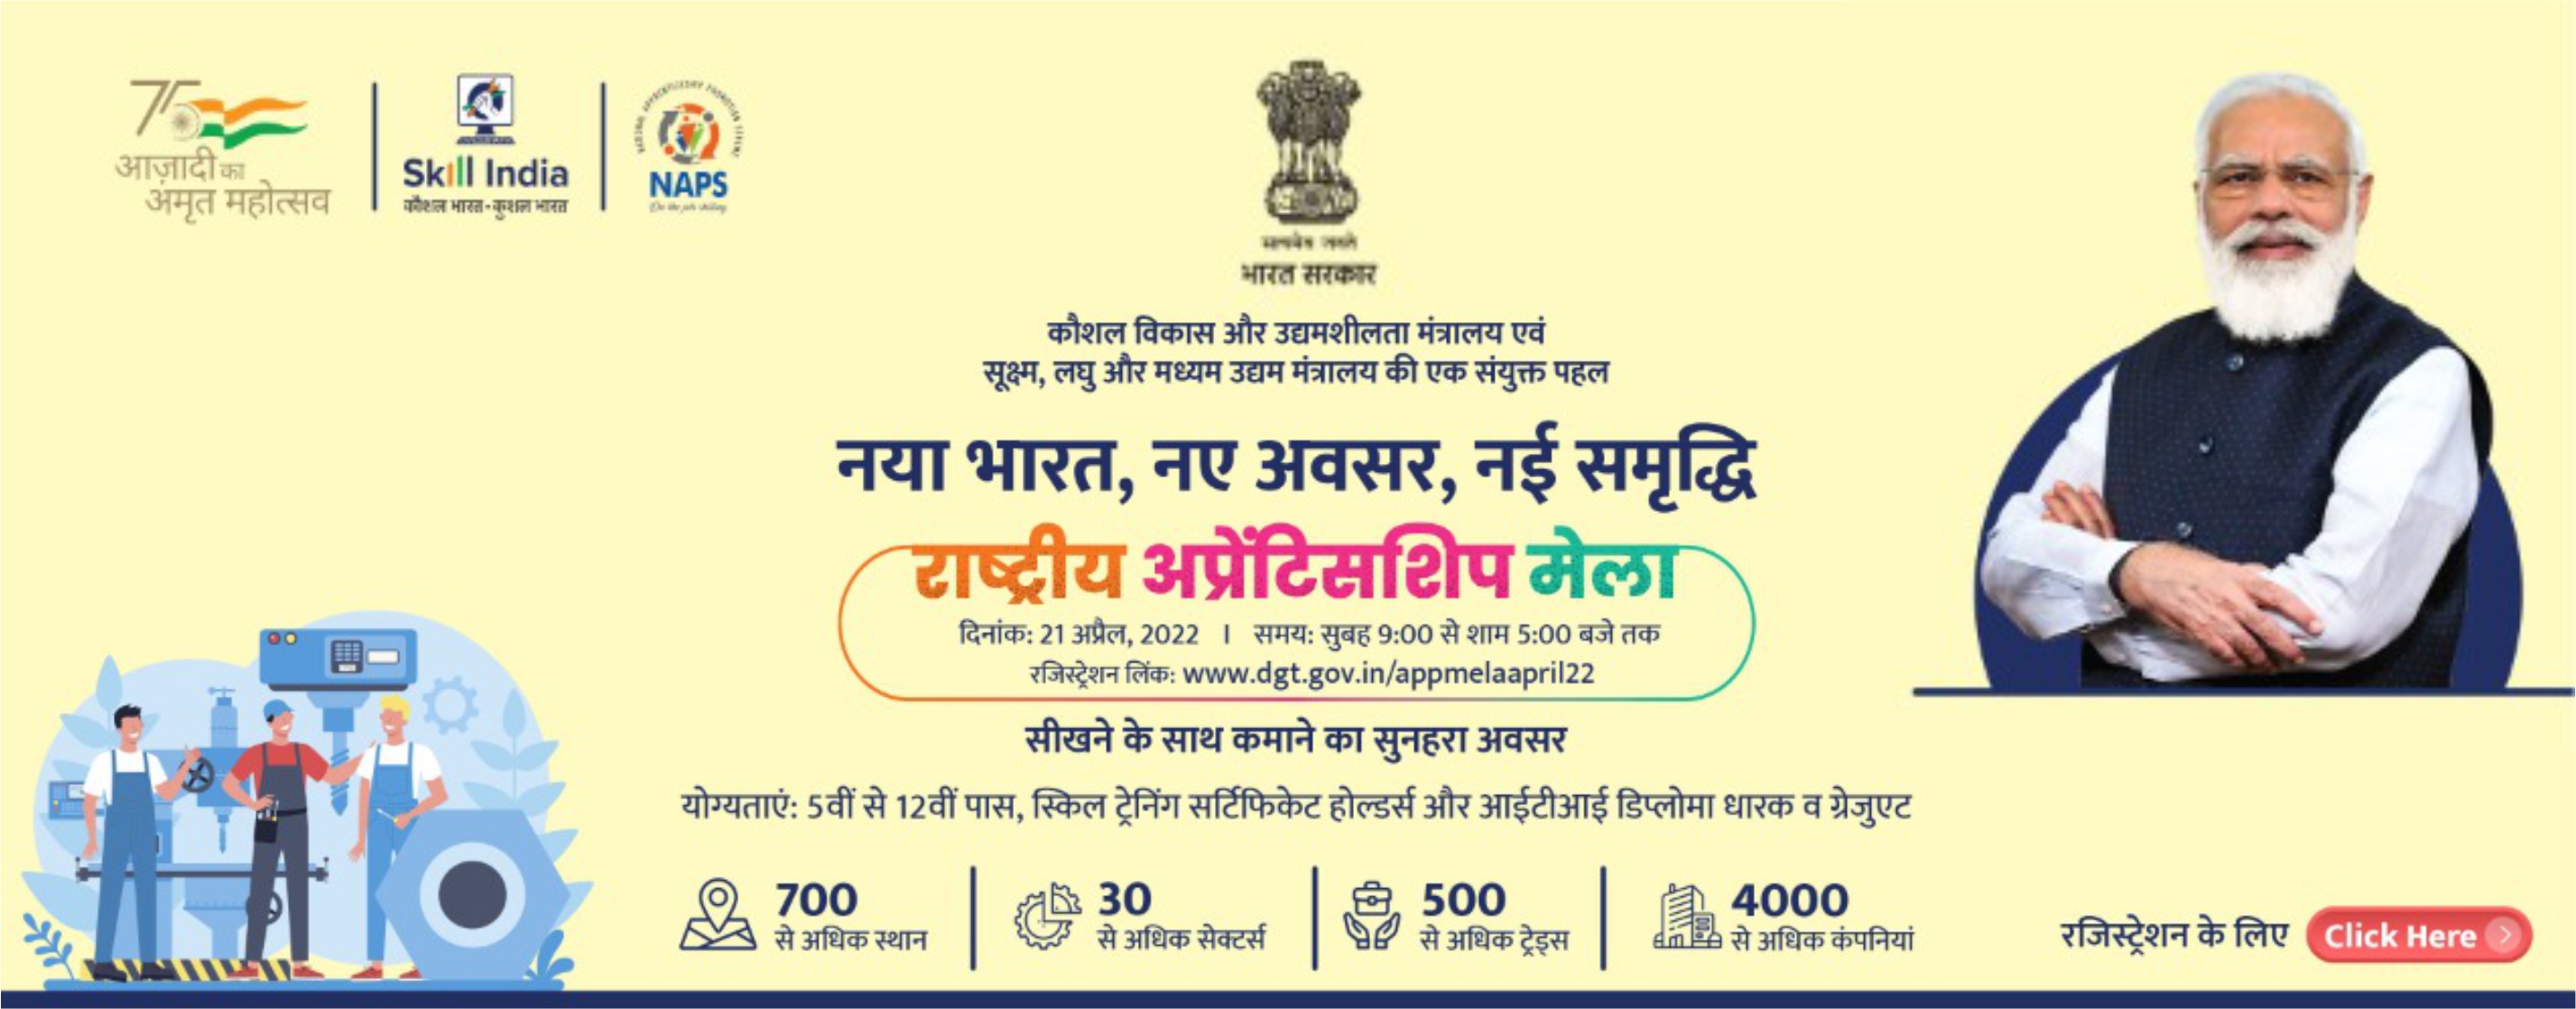 75
आज़ादी का
अमृत महोत्सव
Skill India
कौशल भारत-कुशल भारत
NAPS
सत्यमेव जयते
भारत सरकार
कौशल विकास और उद्यमशीलता मंत्रालय एवं
सूक्ष्म, लघु और मध्यम उद्यम मंत्रालय की एक संयुक्त पहल
नया भारत, नए अवसर, नई समृद्धि
राष्ट्रीय अप्रेंटिसशिप मेला
दिनांक: 21 अप्रैल, 2022 | समय: सुबह 9:00 से शाम 5:00 बजे तक
रजिस्ट्रेशन लिंक: www.dgt.gov.in/appmelaapril22
सीखने के साथ कमाने का सुनहरा अवसर
योग्यताएं: 5वीं से 12वीं पास, स्किल ट्रेनिंग सर्टिफिकेट होल्डर्स और आईटीआई डिप्लोमा धारक व ग्रेजुएट
700
से अधिक स्थान
30
से अधिक सेक्टर्स
500
से अधिक ट्रेड्स
4000
से अधिक कंपनियां
रजिस्ट्रेशन के लिए Click Here